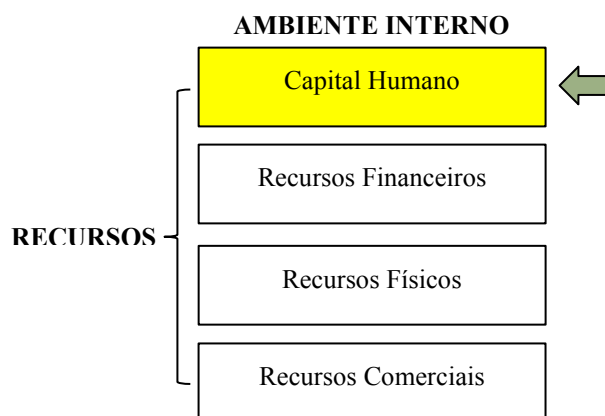 AMBIENTE INTERNO
Capital Humano
Recursos Financeiros
RECURSOS
Recursos Físicos
Recursos Comerciais